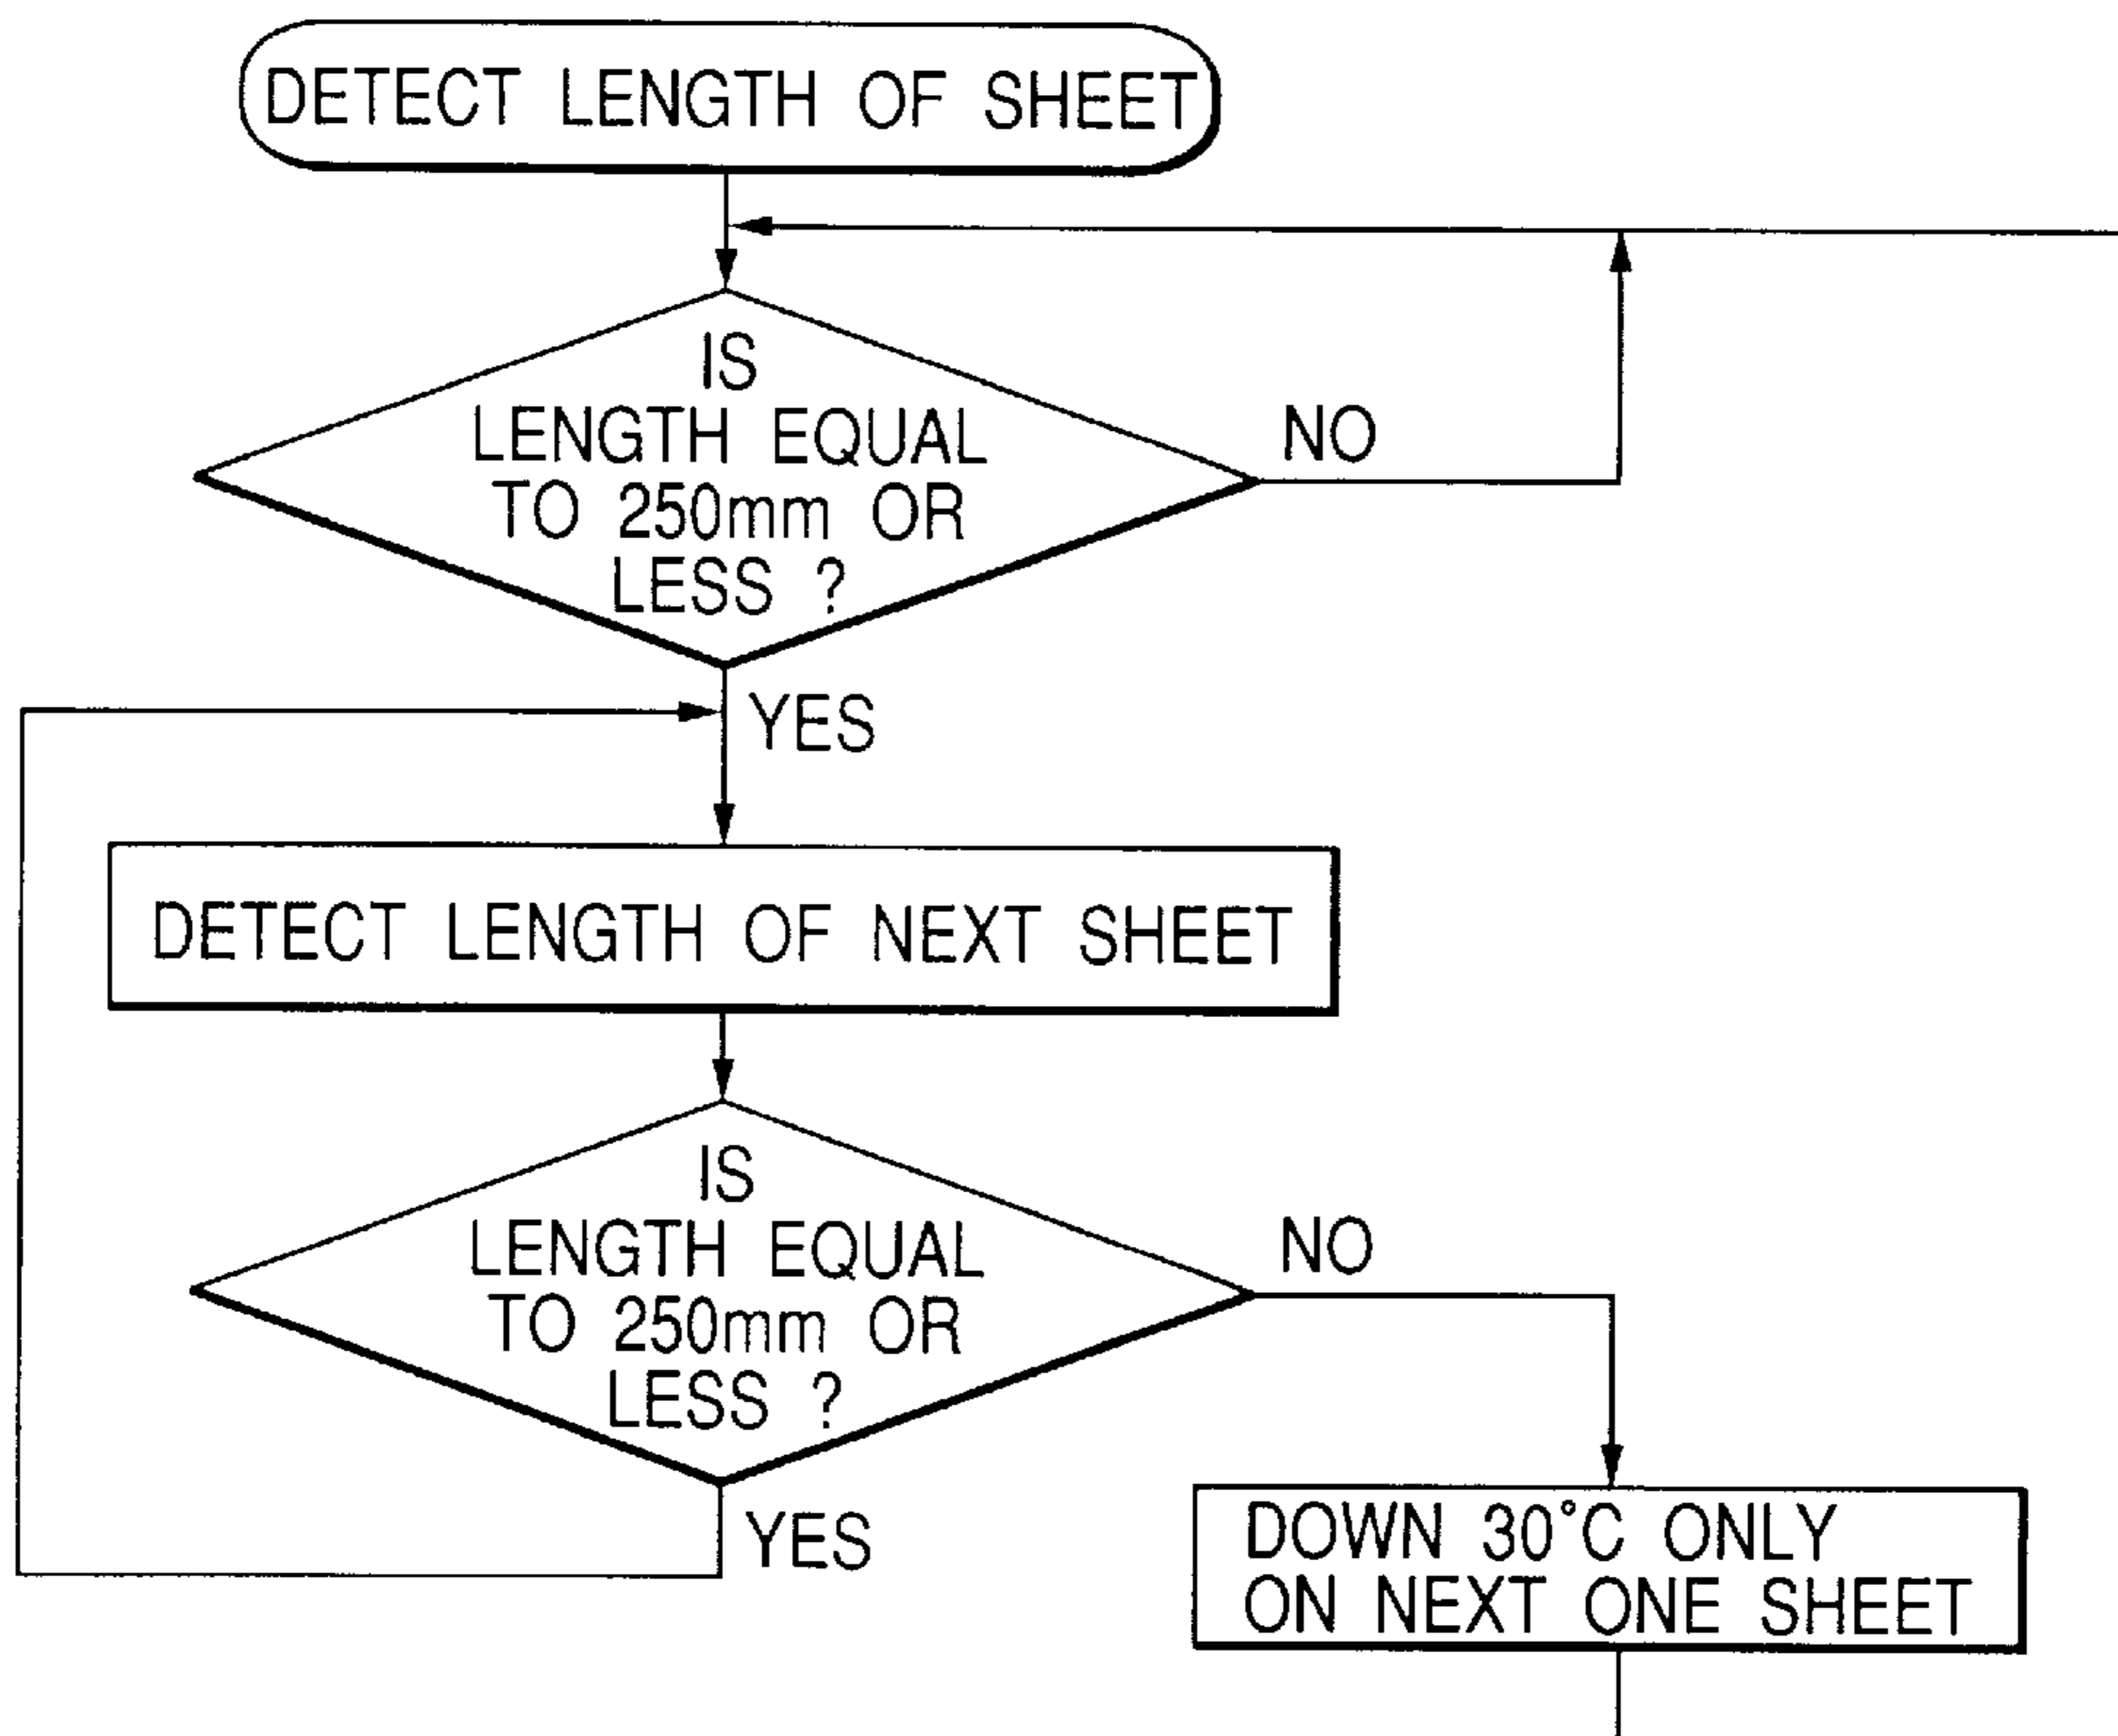 DETECT LENGTH OF SHEET
IS
LENGTH EQUAL
TO 250mm OR
LESS ?
NO
YES
DETECT LENGTH OF NEXT SHEET
IS
LENGTH EQUAL
TO 250mm OR
LESS ?
NO
YES
DOWN 30°C ONLY
ON NEXT ONE SHEET